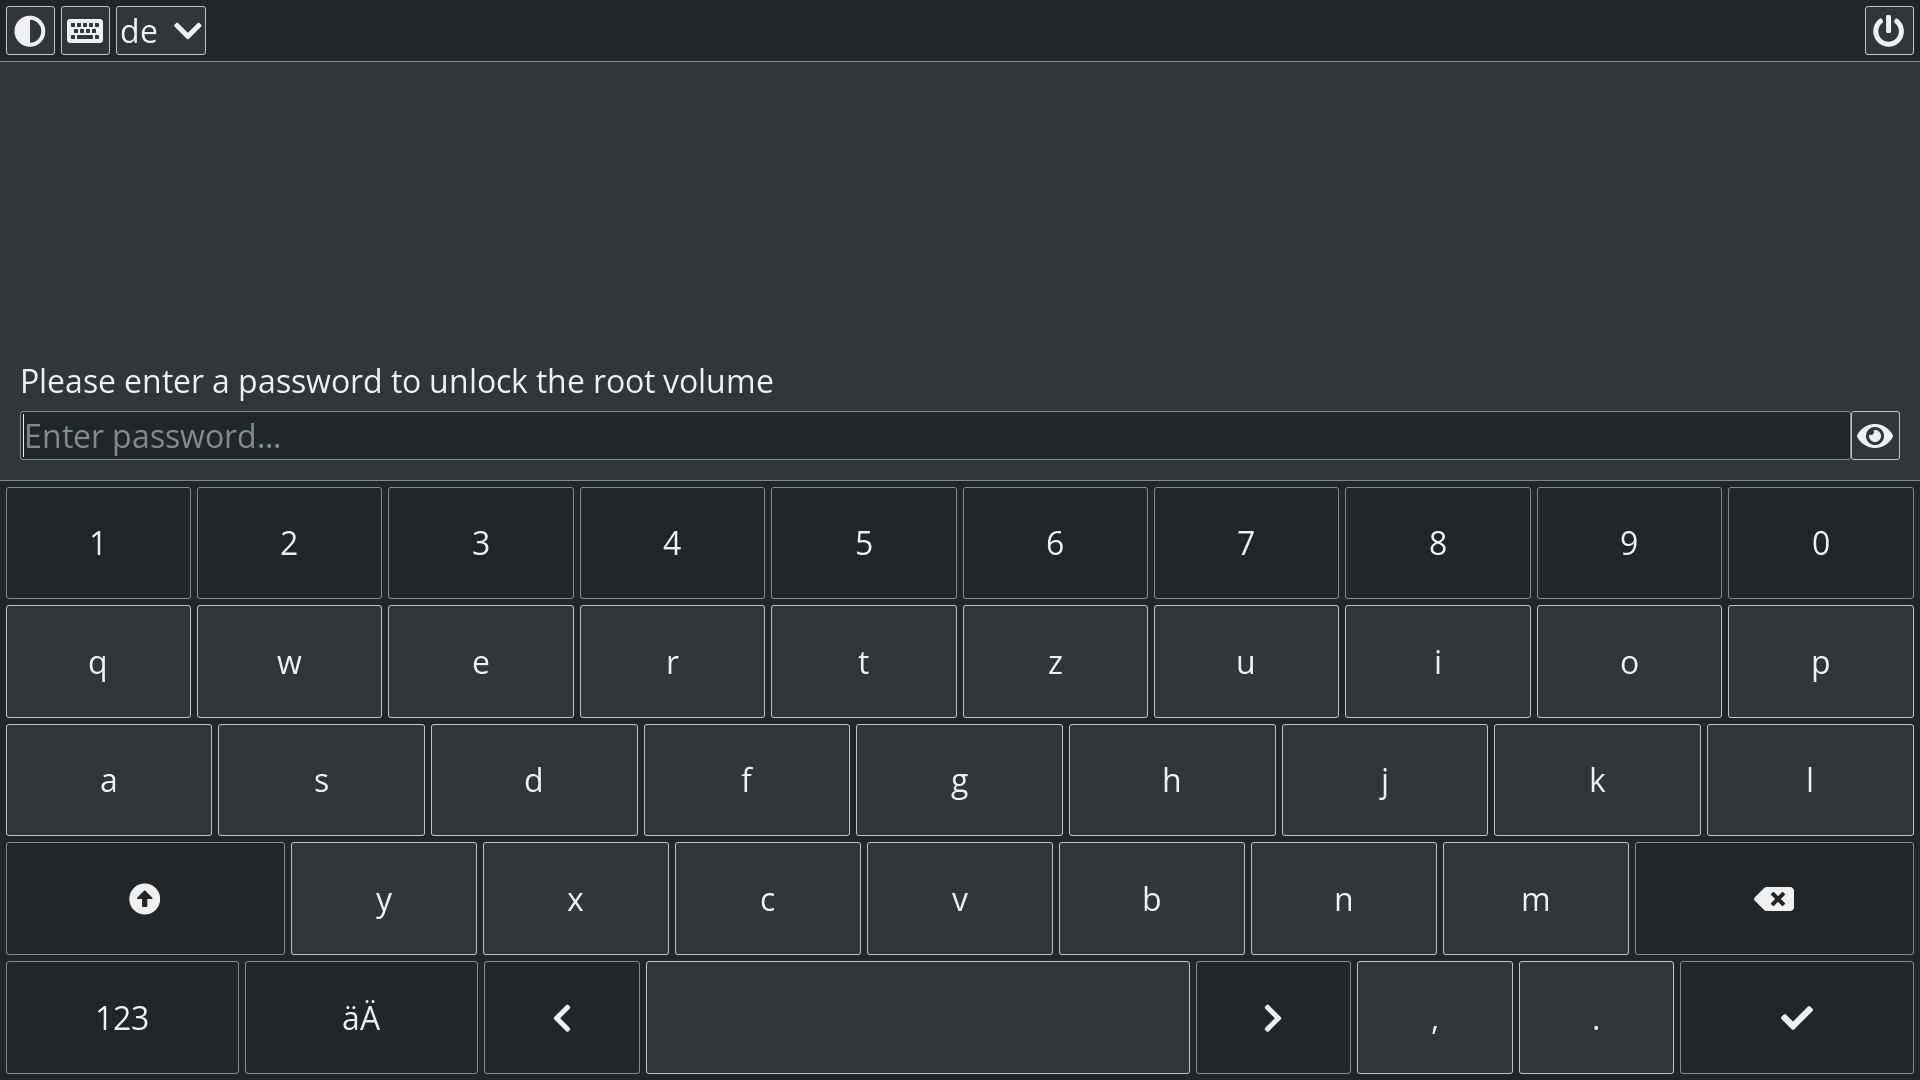 de
Please enter a password to unlock the root volume
Enter password...
1 2 3 4 5 6 7 8 9 0
q w e r t z u i o p
a s d f g h j k l
y x c v b n m
123 äÄ , .